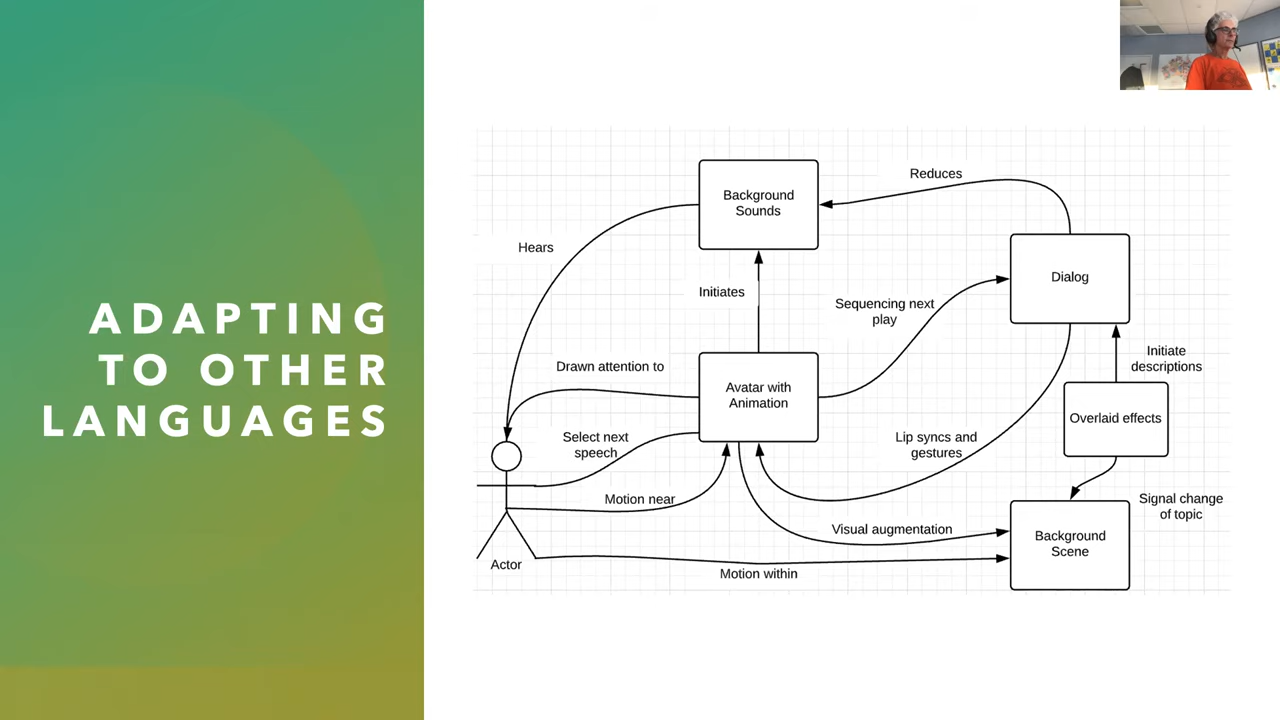 ADAPTING
TO OTHER
LANGUAGES
Background
Sounds
Reduces
Hears
Dialog
Initiates
Sequencing next
play
Initiate
descriptions
Drawn attention to
Avatar with
Animation
Overlaid effects
Select next
speech
Lip syncs and
gestures
Motion near
Signal change
of topic
Visual augmentation
Background
Scene
Actor
Motion within